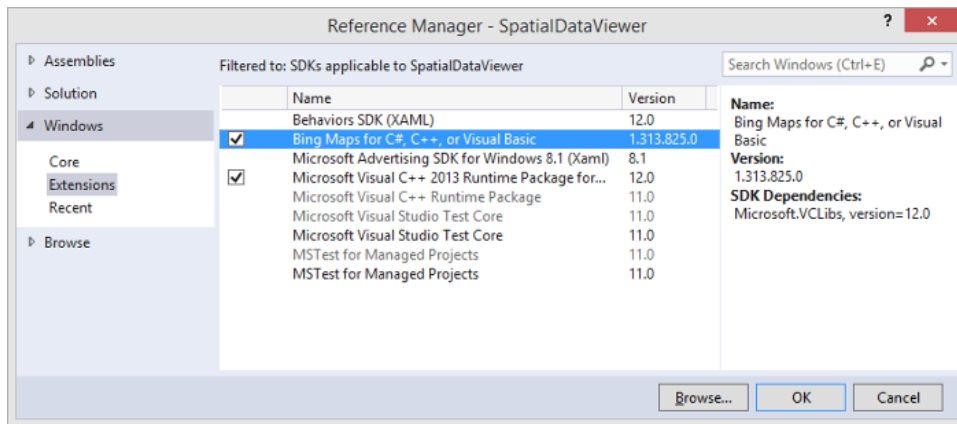 Reference Manager - SpatialDataViewer
? ×
Assemblies
Solution
Windows
Core
Extensions
Recent
Browse
Filtered to: SDKs applicable to SpatialDataViewer
Search Windows (Ctrl+E)
Name Version
Behaviors SDK (XAML) 12.0
Bing Maps for C#, C++, or Visual Basic 1.313.825.0
Microsoft Advertising SDK for Windows 8.1 (Xaml) 8.1
Microsoft Visual C++ 2013 Runtime Package for... 12.0
Microsoft Visual C++ Runtime Package 11.0
Microsoft Visual Studio Test Core 11.0
Microsoft Visual Studio Test Core 11.0
MSTest for Managed Projects 11.0
MSTest for Managed Projects 11.0
Name:
Bing Maps for C#, C++, or Visual
Basic
Version:
1.313.825.0
SDK Dependencies:
Microsoft.VCLibs, version=12.0
Browse... OK Cancel